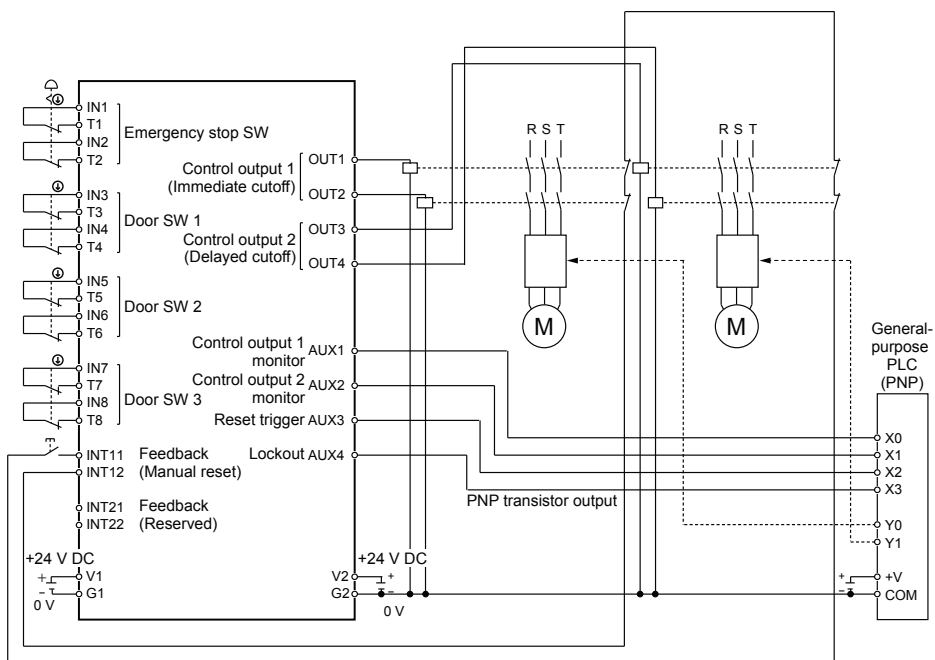 IN1
T1
IN2
T2
Emergency stop SW
IN3
T3
IN4
T4
Door SW 1
IN5
T5
IN6
T6
Door SW 2
IN7
T7
IN8
T8
Door SW 3
INT11
INT12
Feedback
(Manual reset)
INT21
INT22
Feedback
(Reserved)
+24 V DC
+
−
0 V
V1
G1
Control output 1
(Immediate cutoff)
OUT1
OUT2
Control output 2
(Delayed cutoff)
OUT3
OUT4
Control output 1
monitor
AUX1
Control output 2
monitor
AUX2
Reset trigger
AUX3
Lockout
AUX4
PNP transistor output
+24 V DC
V2
G2
+
−
0 V
R S T
M
R S T
M
General-
purpose
PLC
(PNP)
X0
X1
X2
X3
Y0
Y1
+
−
+V
COM